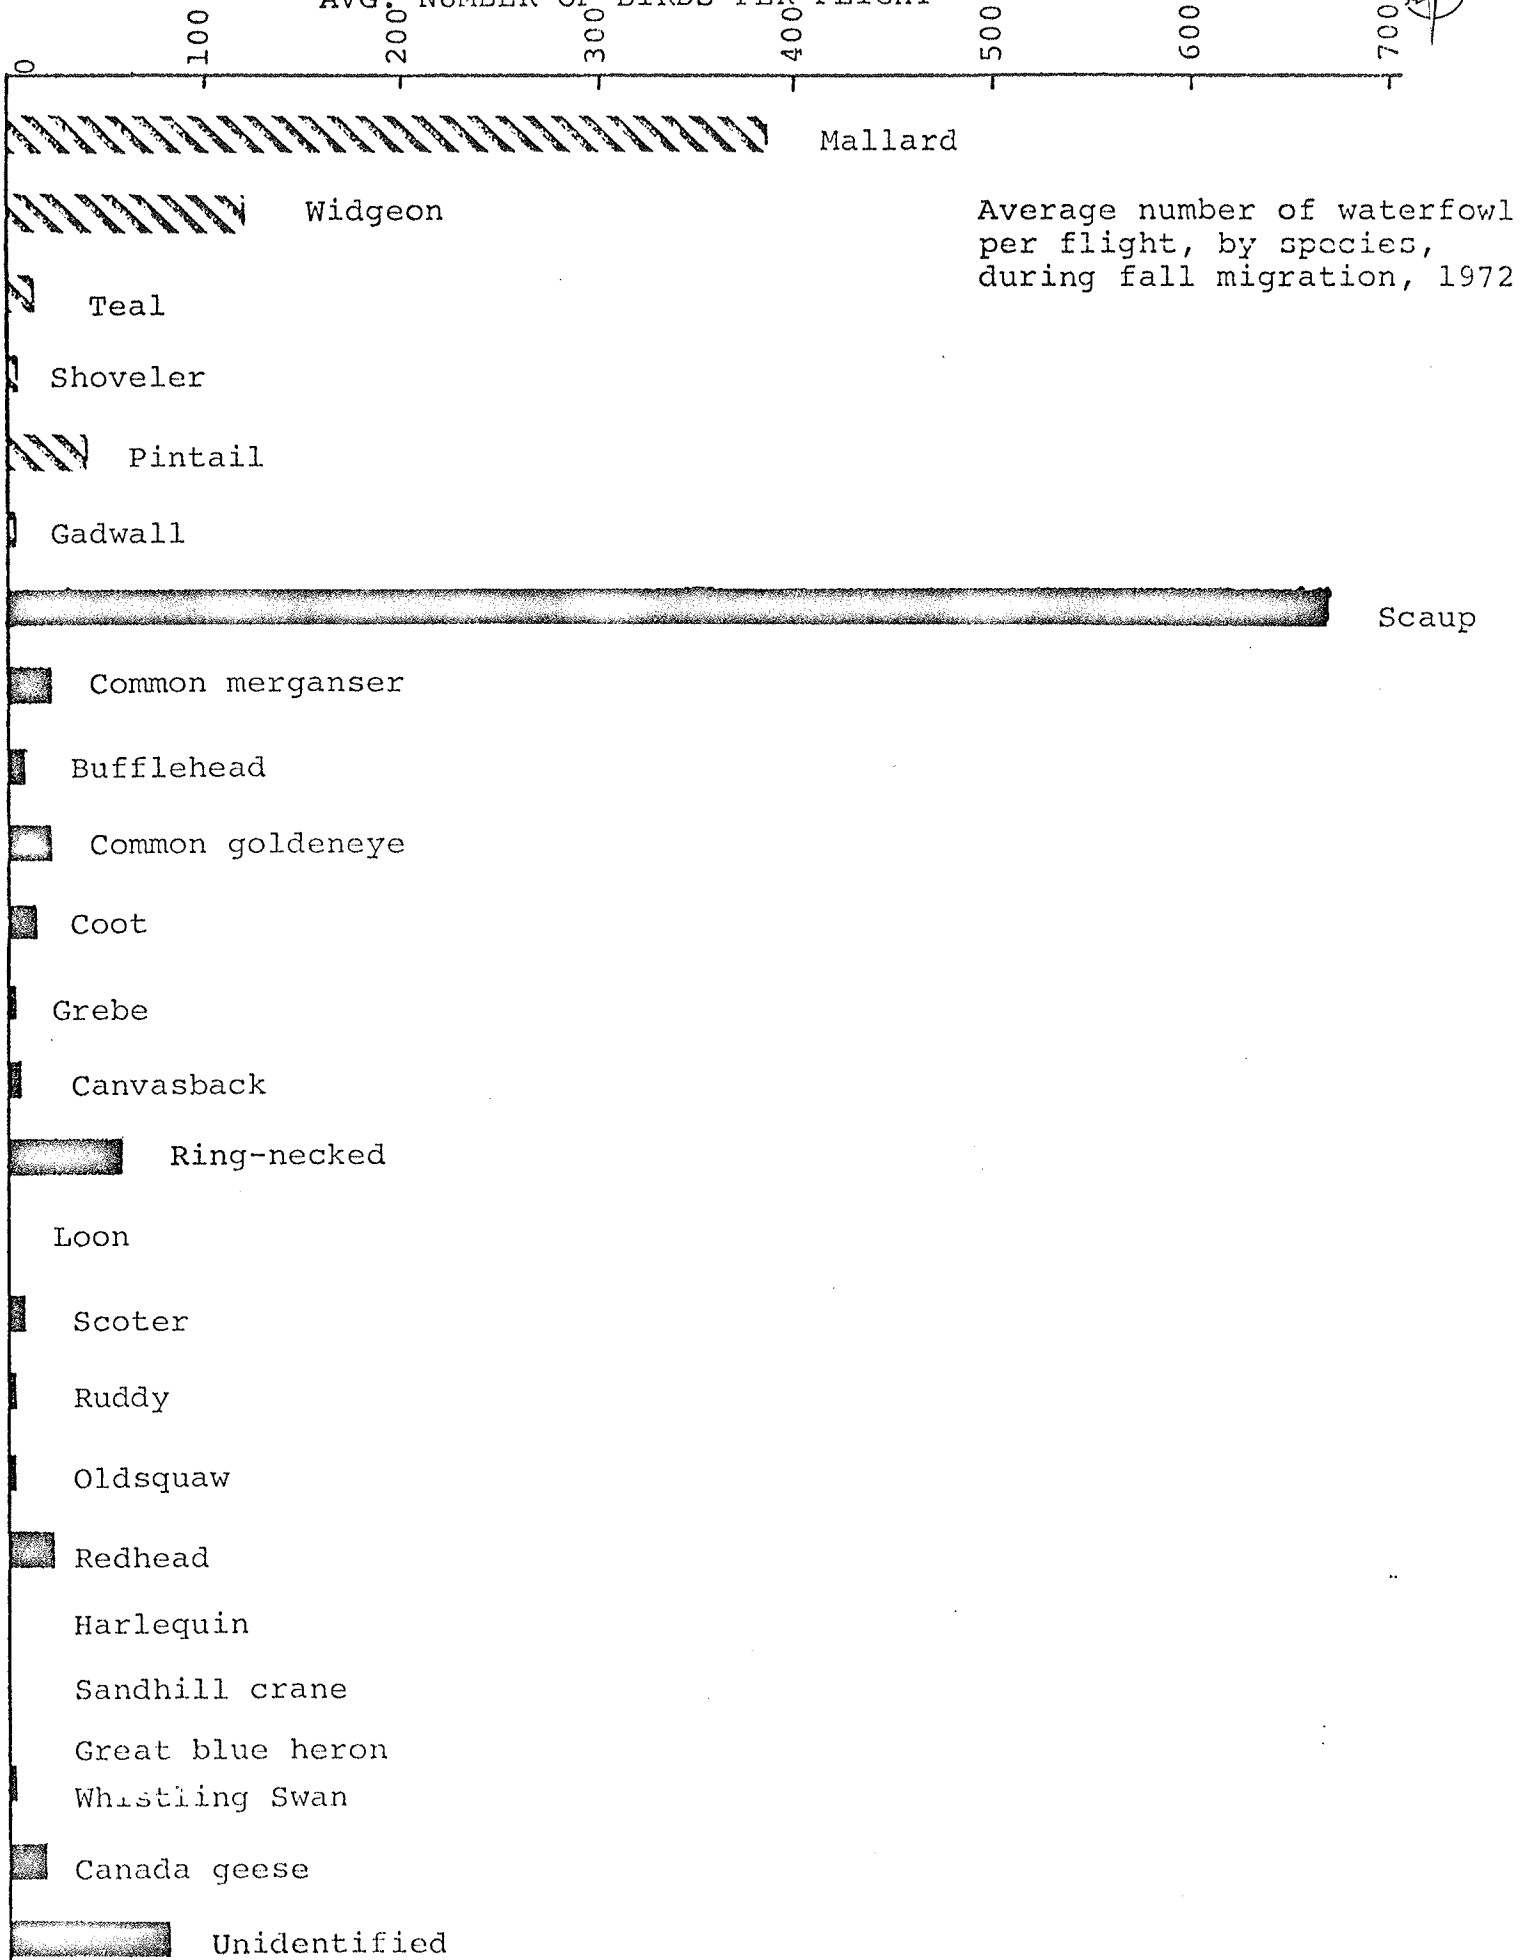 AVG. NUMBER OF BIRDS PER FLIGHT
0 100 200 300 400 500 600 700
Mallard
Widgeon
Average number of waterfowl
per flight, by species,
during fall migration, 1972
Teal
Shoveler
Pintail
Gadwall
Scaup
Common merganser
Bufflehead
Common goldeneye
Coot
Grebe
Canvasback
Ring-necked
Loon
Scoter
Ruddy
Oldsquaw
Redhead
Harlequin
Sandhill crane
Great blue heron
Whistling Swan
Canada geese
Unidentified